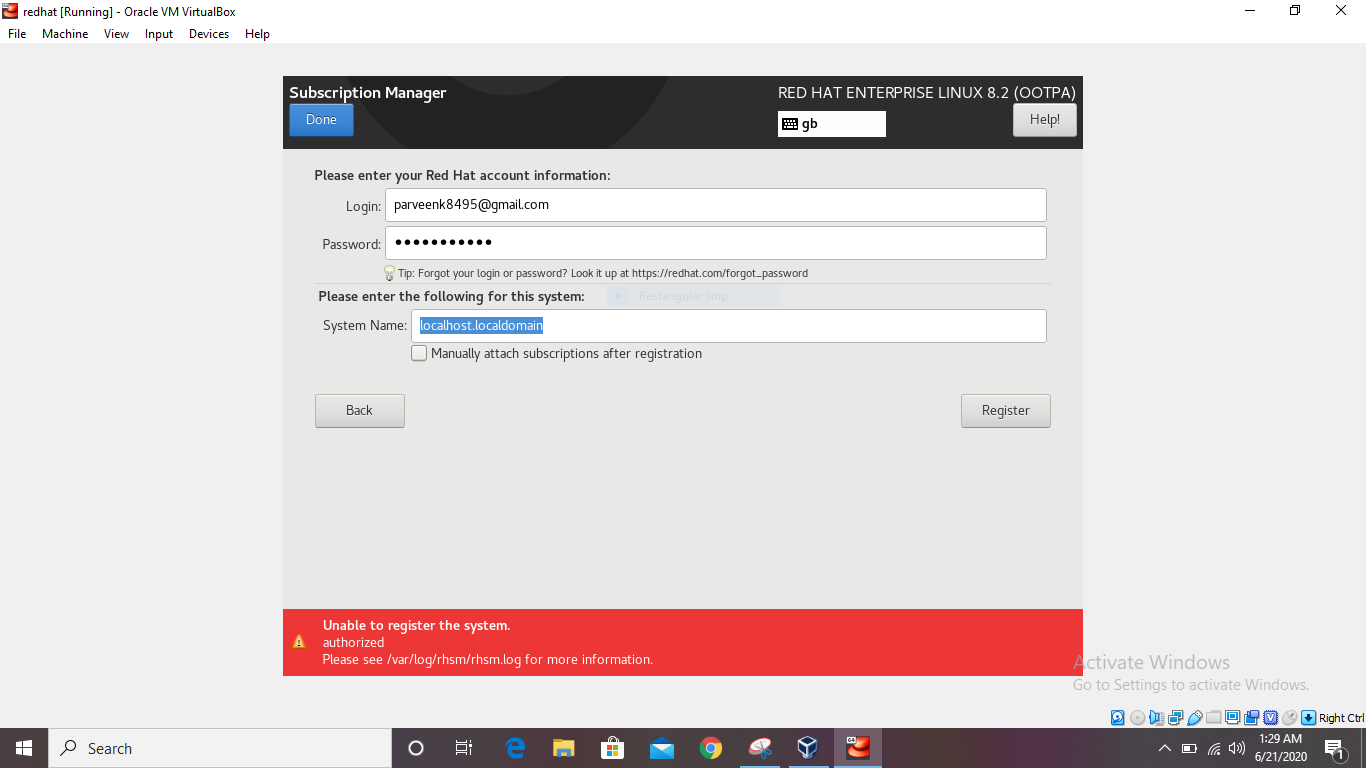 redhat [Running] - Oracle VM VirtualBox
File Machine View Input Devices Help
Subscription Manager
RED HAT ENTERPRISE LINUX 8.2 (OOTPA)
Done
gb
Help!
Please enter your Red Hat account information:
Login: parveenk8495@gmail.com
Password: •••••••••••
Tip: Forgot your login or password? Look it up at https://redhat.com/forgot_password
Please enter the following for this system:
Rectangular Snip
System Name: localhost.localdomain
Manually attach subscriptions after registration
Back
Register
Unable to register the system.
authorized
Please see /var/log/rhsm/rhsm.log for more information.
Activate Windows
Go to Settings to activate Windows.
Right Ctrl
Search
1:29 AM
6/21/2020
1